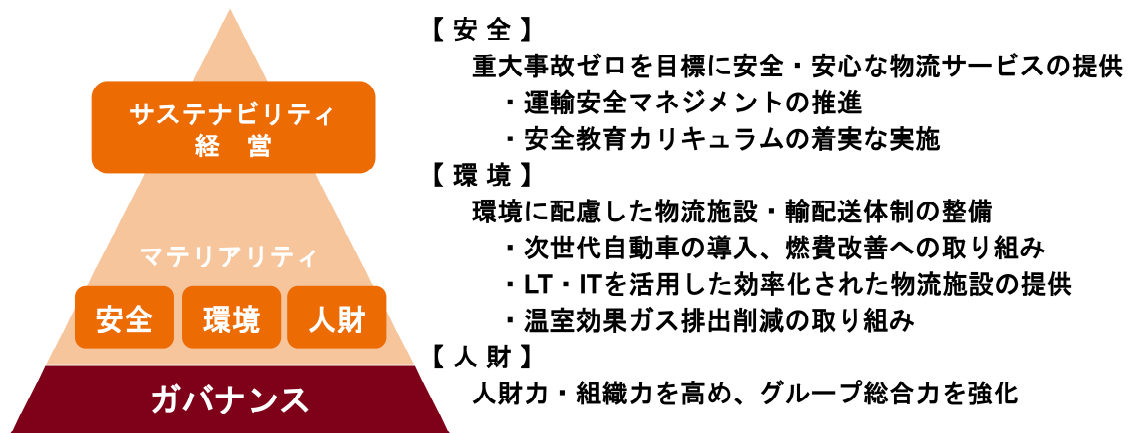 サステナビリティ
経 営
マテリアリティ
安全
環境
人財
ガバナンス
【 安 全 】
重大事故ゼロを目標に安全・安心な物流サービスの提供
・運輸安全マネジメントの推進
・安全教育カリキュラムの着実な実施
【 環 境 】
環境に配慮した物流施設・輸配送体制の整備
・次世代自動車の導入、燃費改善への取り組み
・LT・ITを活用した効率化された物流施設の提供
・温室効果ガス排出削減の取り組み
【 人 財 】
人財力・組織力を高め、グループ総合力を強化